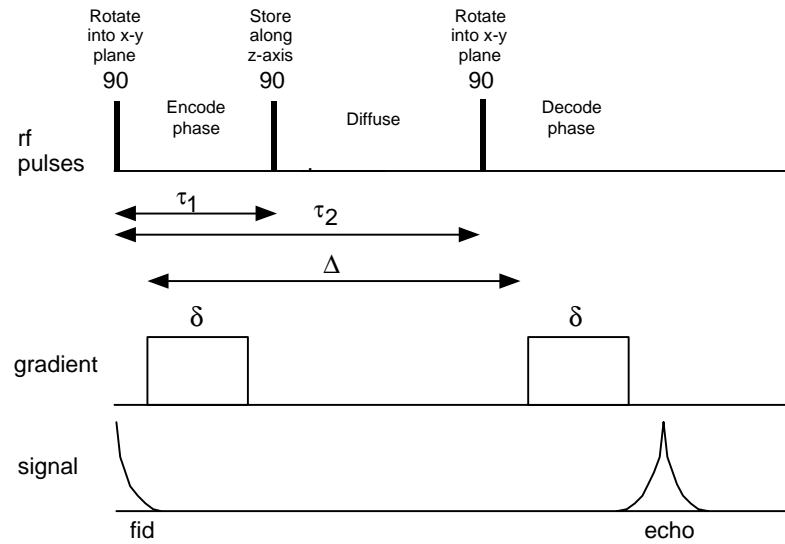 Rotate
into x-y
plane
90
Store
along
z-axis
90
Rotate
into x-y
plane
90
Encode
phase
Diffuse
Decode
phase
rf
pulses
τ1
τ2
Δ
δ
δ
gradient
signal
fid
echo